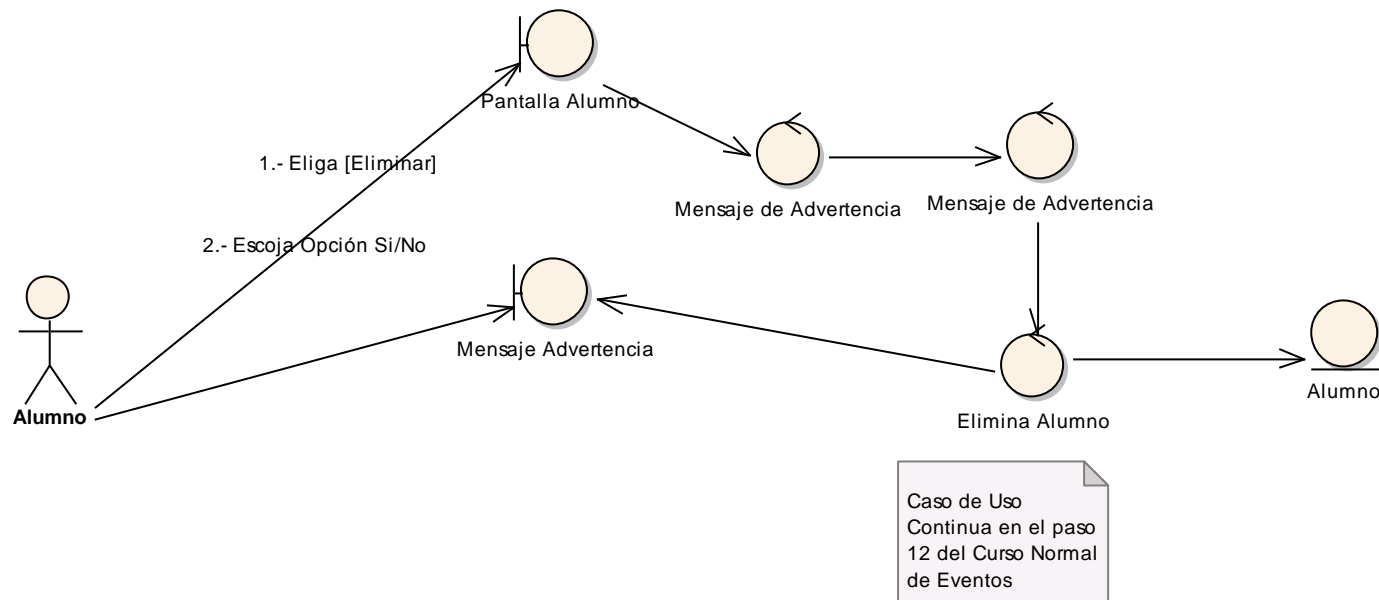 Pantalla Alumno
1.- Eliga [Eliminar]
Mensaje de Advertencia
Mensaje de Advertencia
2.- Escoja Opción Si/No
Mensaje Advertencia
Alumno
Alumno
Elimina Alumno
Caso de Uso
Continua en el paso
12 del Curso Normal
de Eventos